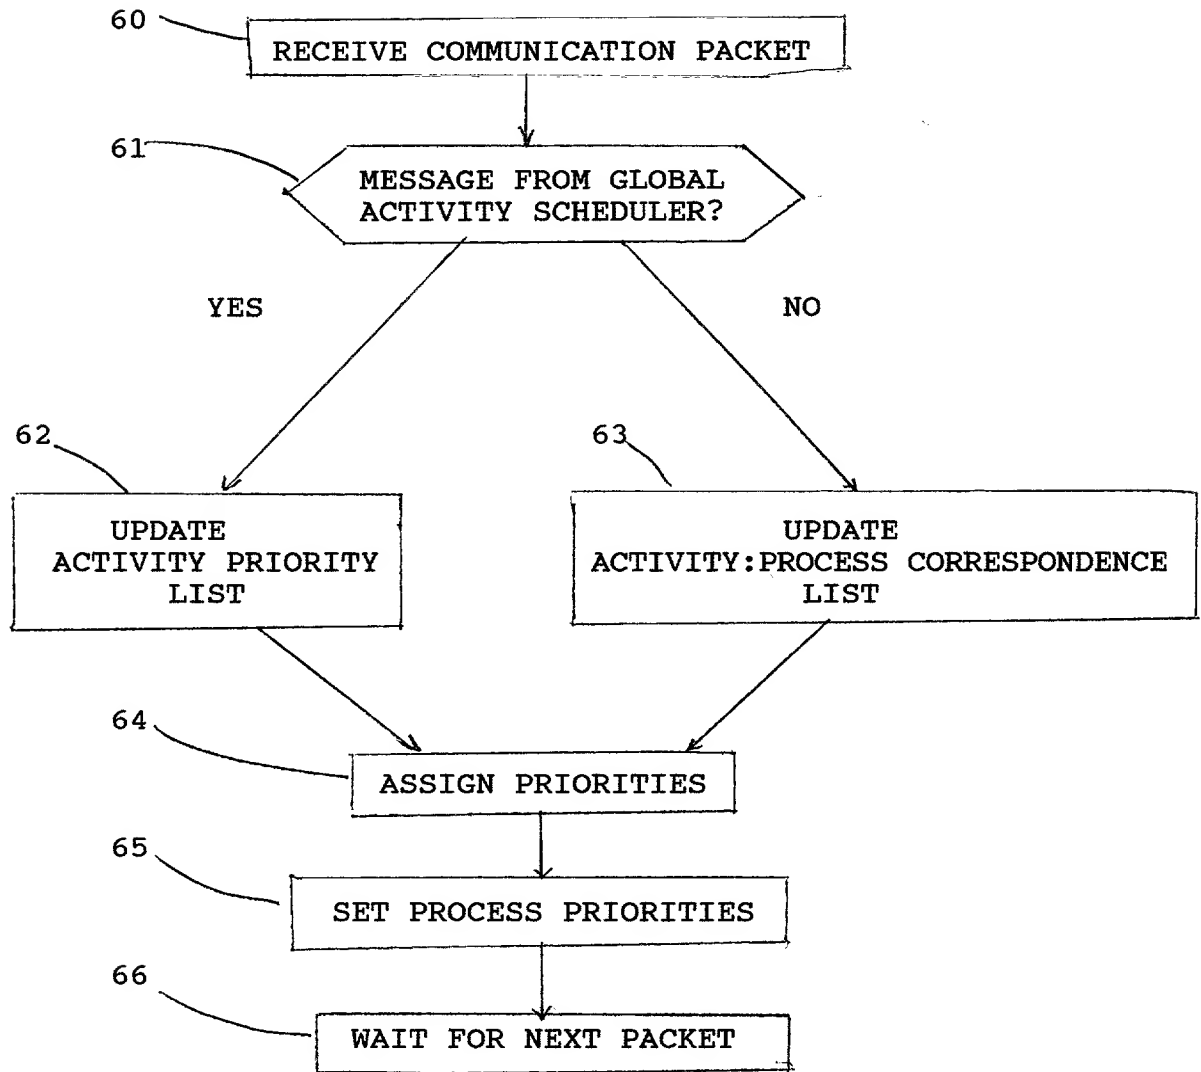 60
RECEIVE COMMUNICATION PACKET
61
MESSAGE FROM GLOBAL
ACTIVITY SCHEDULER?
YES
NO
62
UPDATE
ACTIVITY PRIORITY
LIST
63
UPDATE
ACTIVITY:PROCESS CORRESPONDENCE
LIST
64
ASSIGN PRIORITIES
65
SET PROCESS PRIORITIES
66
WAIT FOR NEXT PACKET